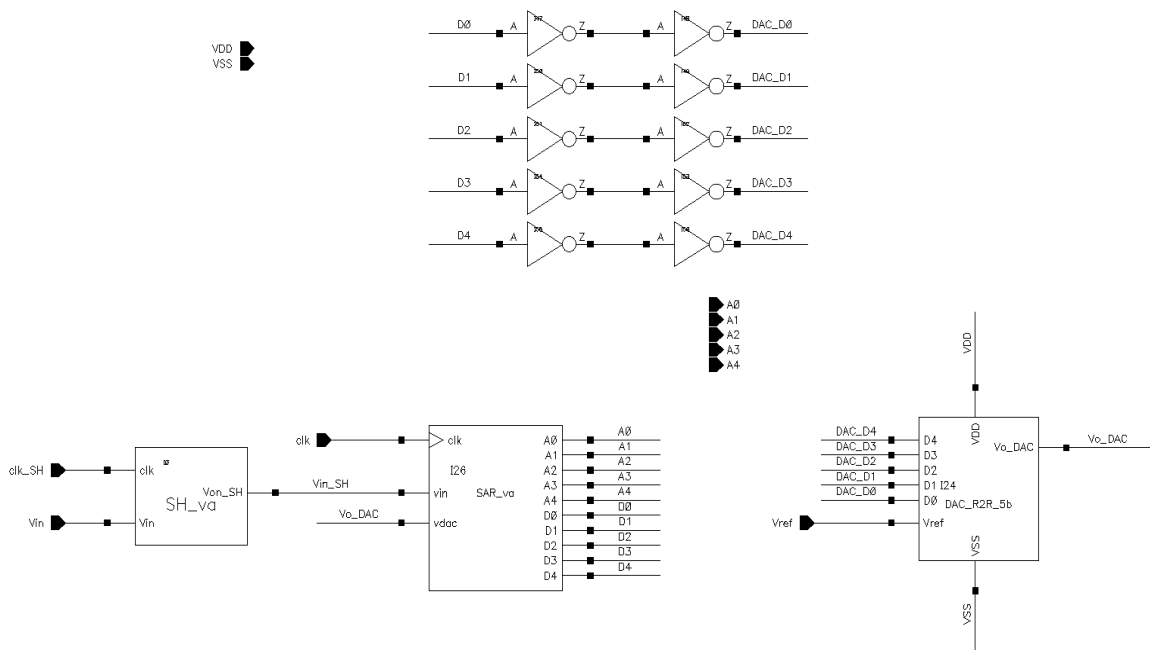 DØ A Z A Z DAC_DØ
VDD
VSS
D1 A Z A Z DAC_D1
D2 A Z A Z DAC_D2
D3 A Z A Z DAC_D3
D4 A Z A Z DAC_D4
AØ
A1
A2
A3
A4
VDD
clk_SH
clk
Von_SH
SH_va
Vin
Vin
Vin_SH
Vo_DAC
clk
clk
I26
vin
SAR_va
vdac
AØ AØ
A1 A1
A2 A2
A3 A3
A4 A4
DØ DØ
D1 D1
D2 D2
D3 D3
D4 D4
DAC_D4 D4
DAC_D3 D3
DAC_D2 D2
DAC_D1 D1 I24
DAC_DØ DØ
DAC_R2R_5b
Vref Vref
VDD
Vo_DAC Vo_DAC
VSS
VSS